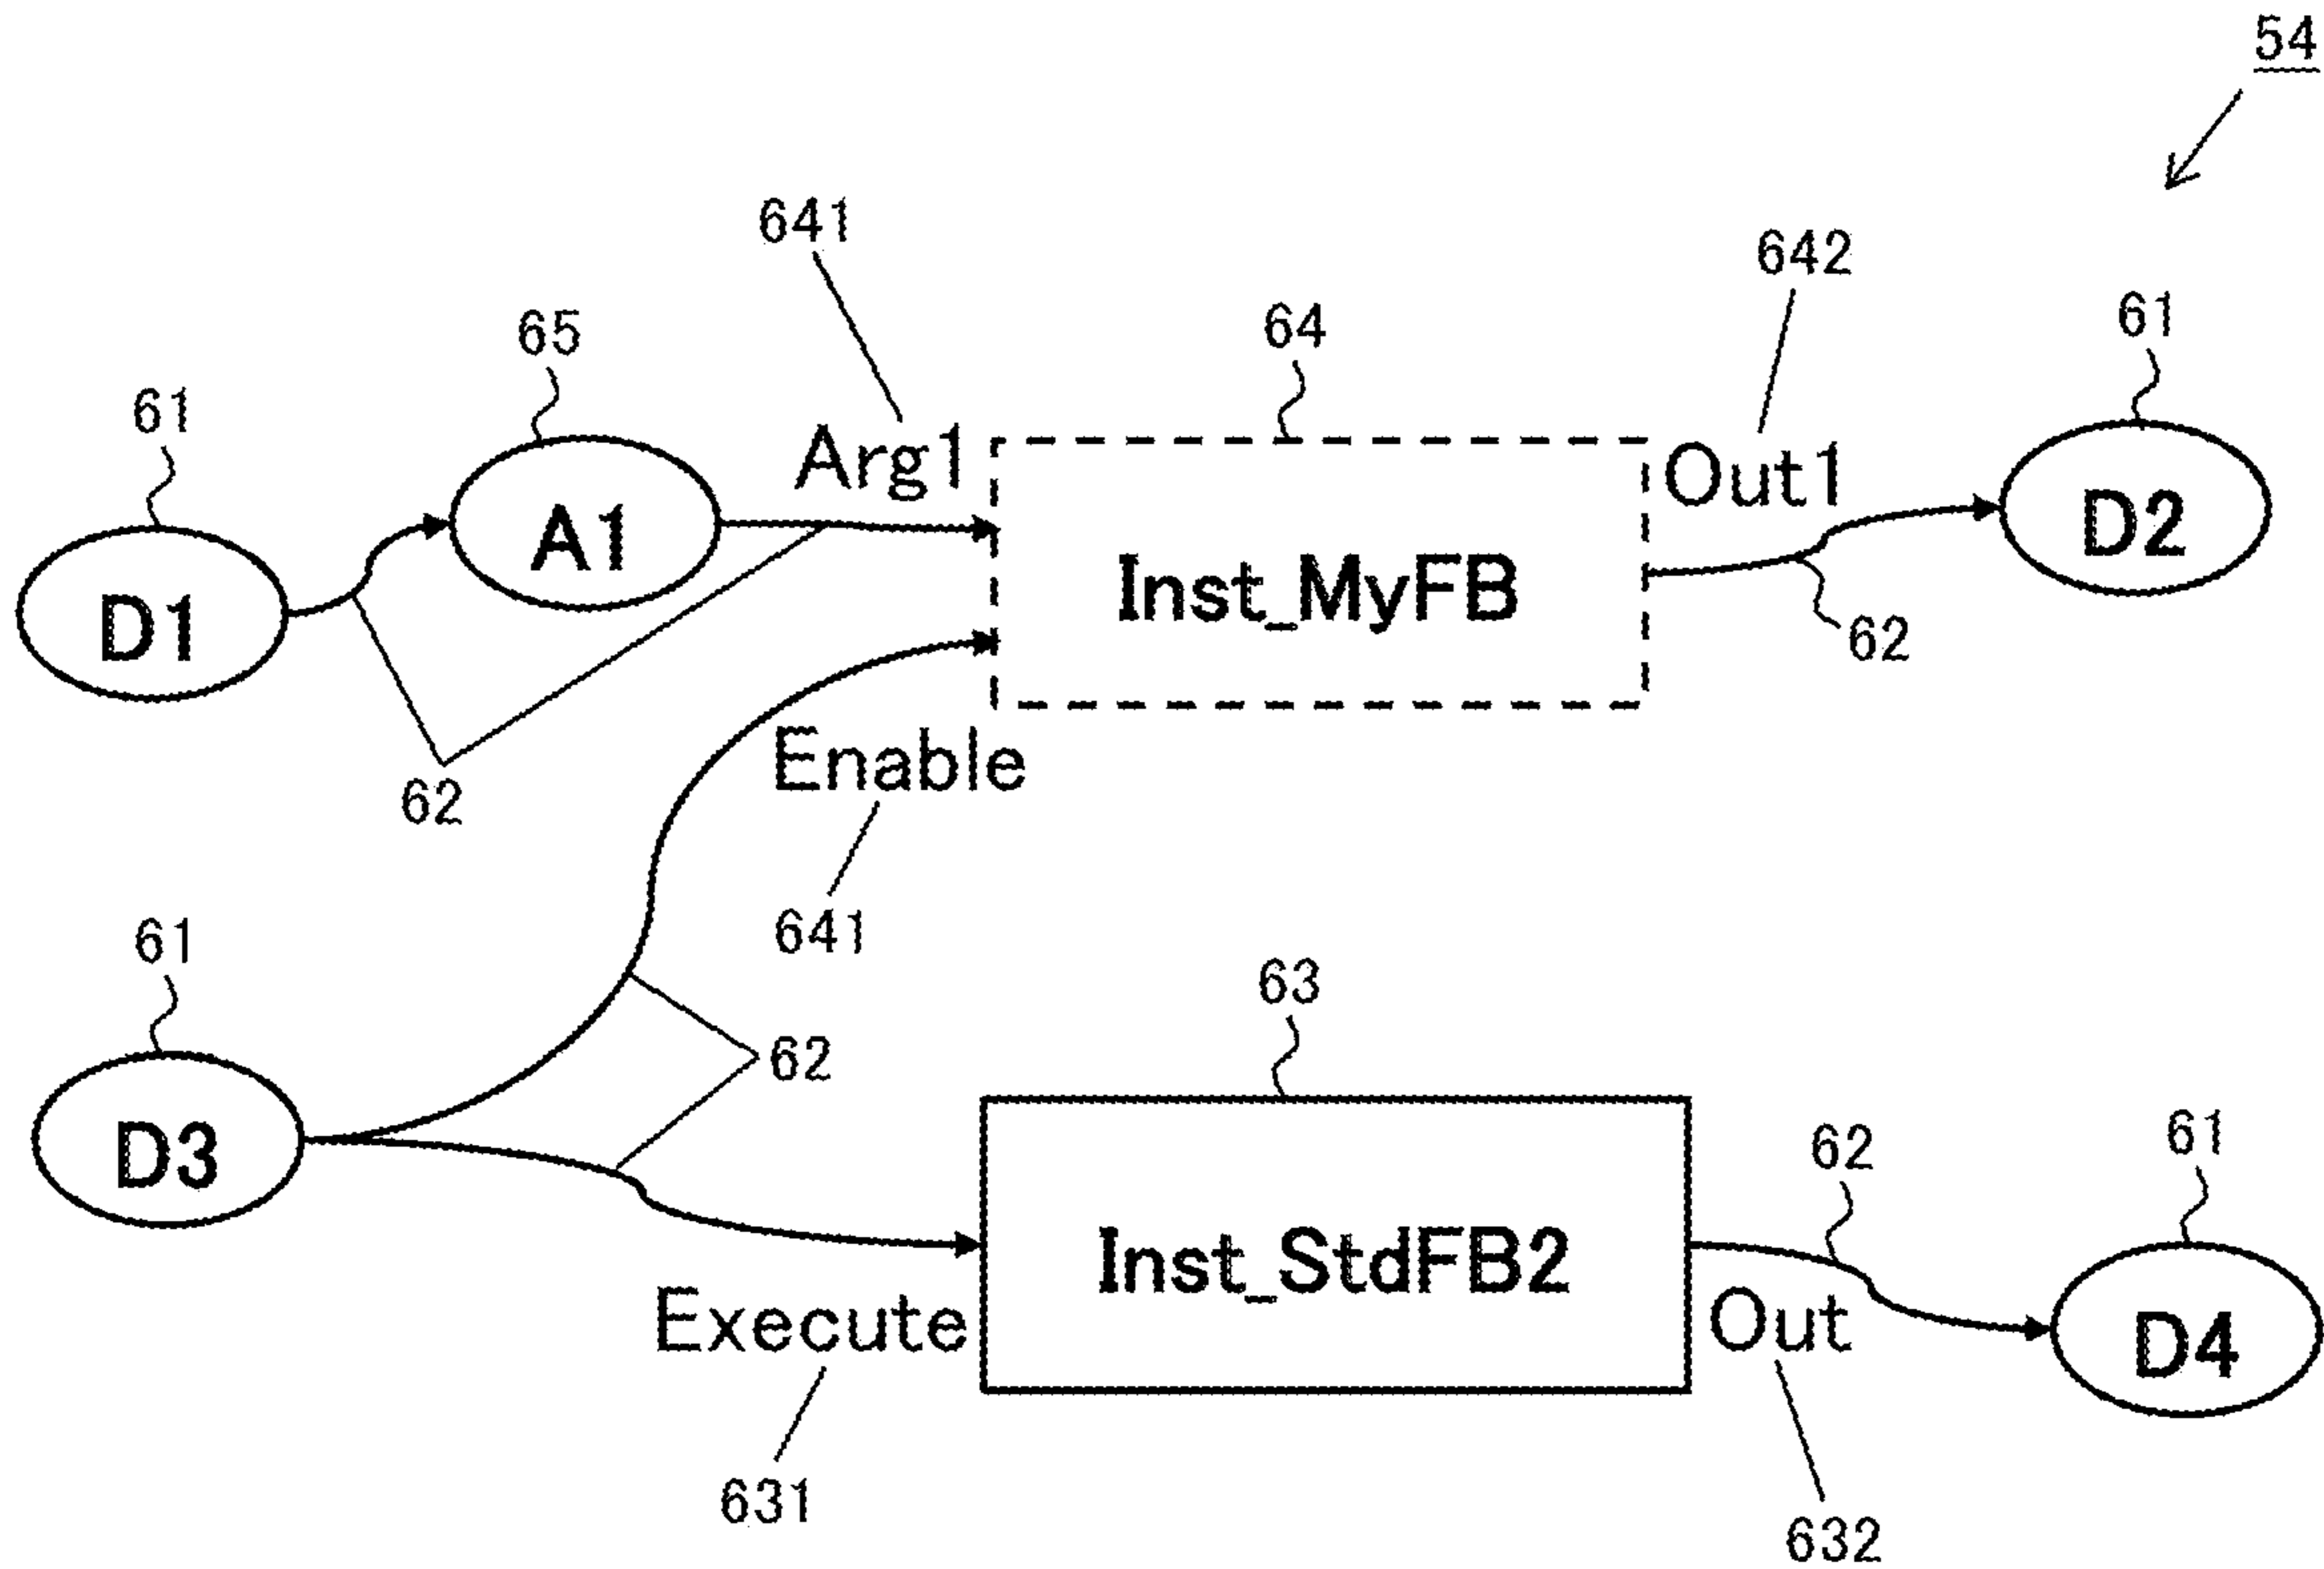 54
641
642
64
61
65
61
Arg1
Out1
A1
D2
Inst_MyFB
D1
62
Enable
62
641
61
63
62
61
62
D3
Inst_StdFB2
Execute
Out
D4
631
632